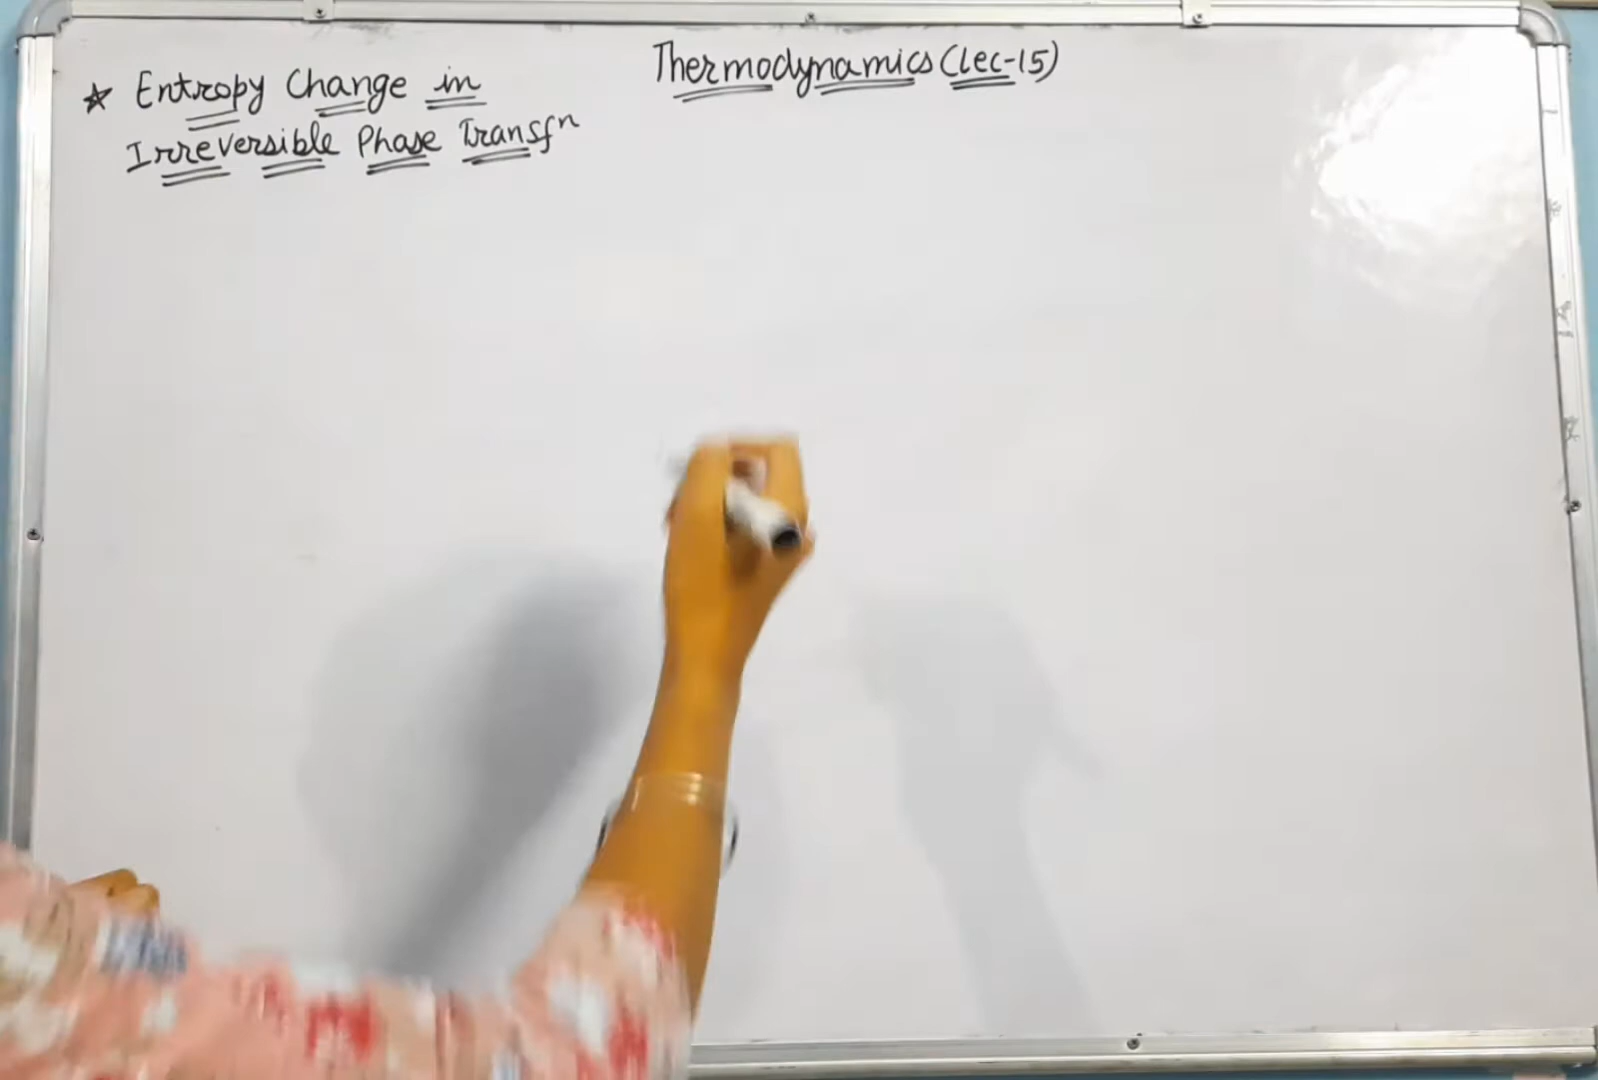 Thermodynamics (Lec-15)
★ Entropy Change in
Irreversible Phase Transfⁿ